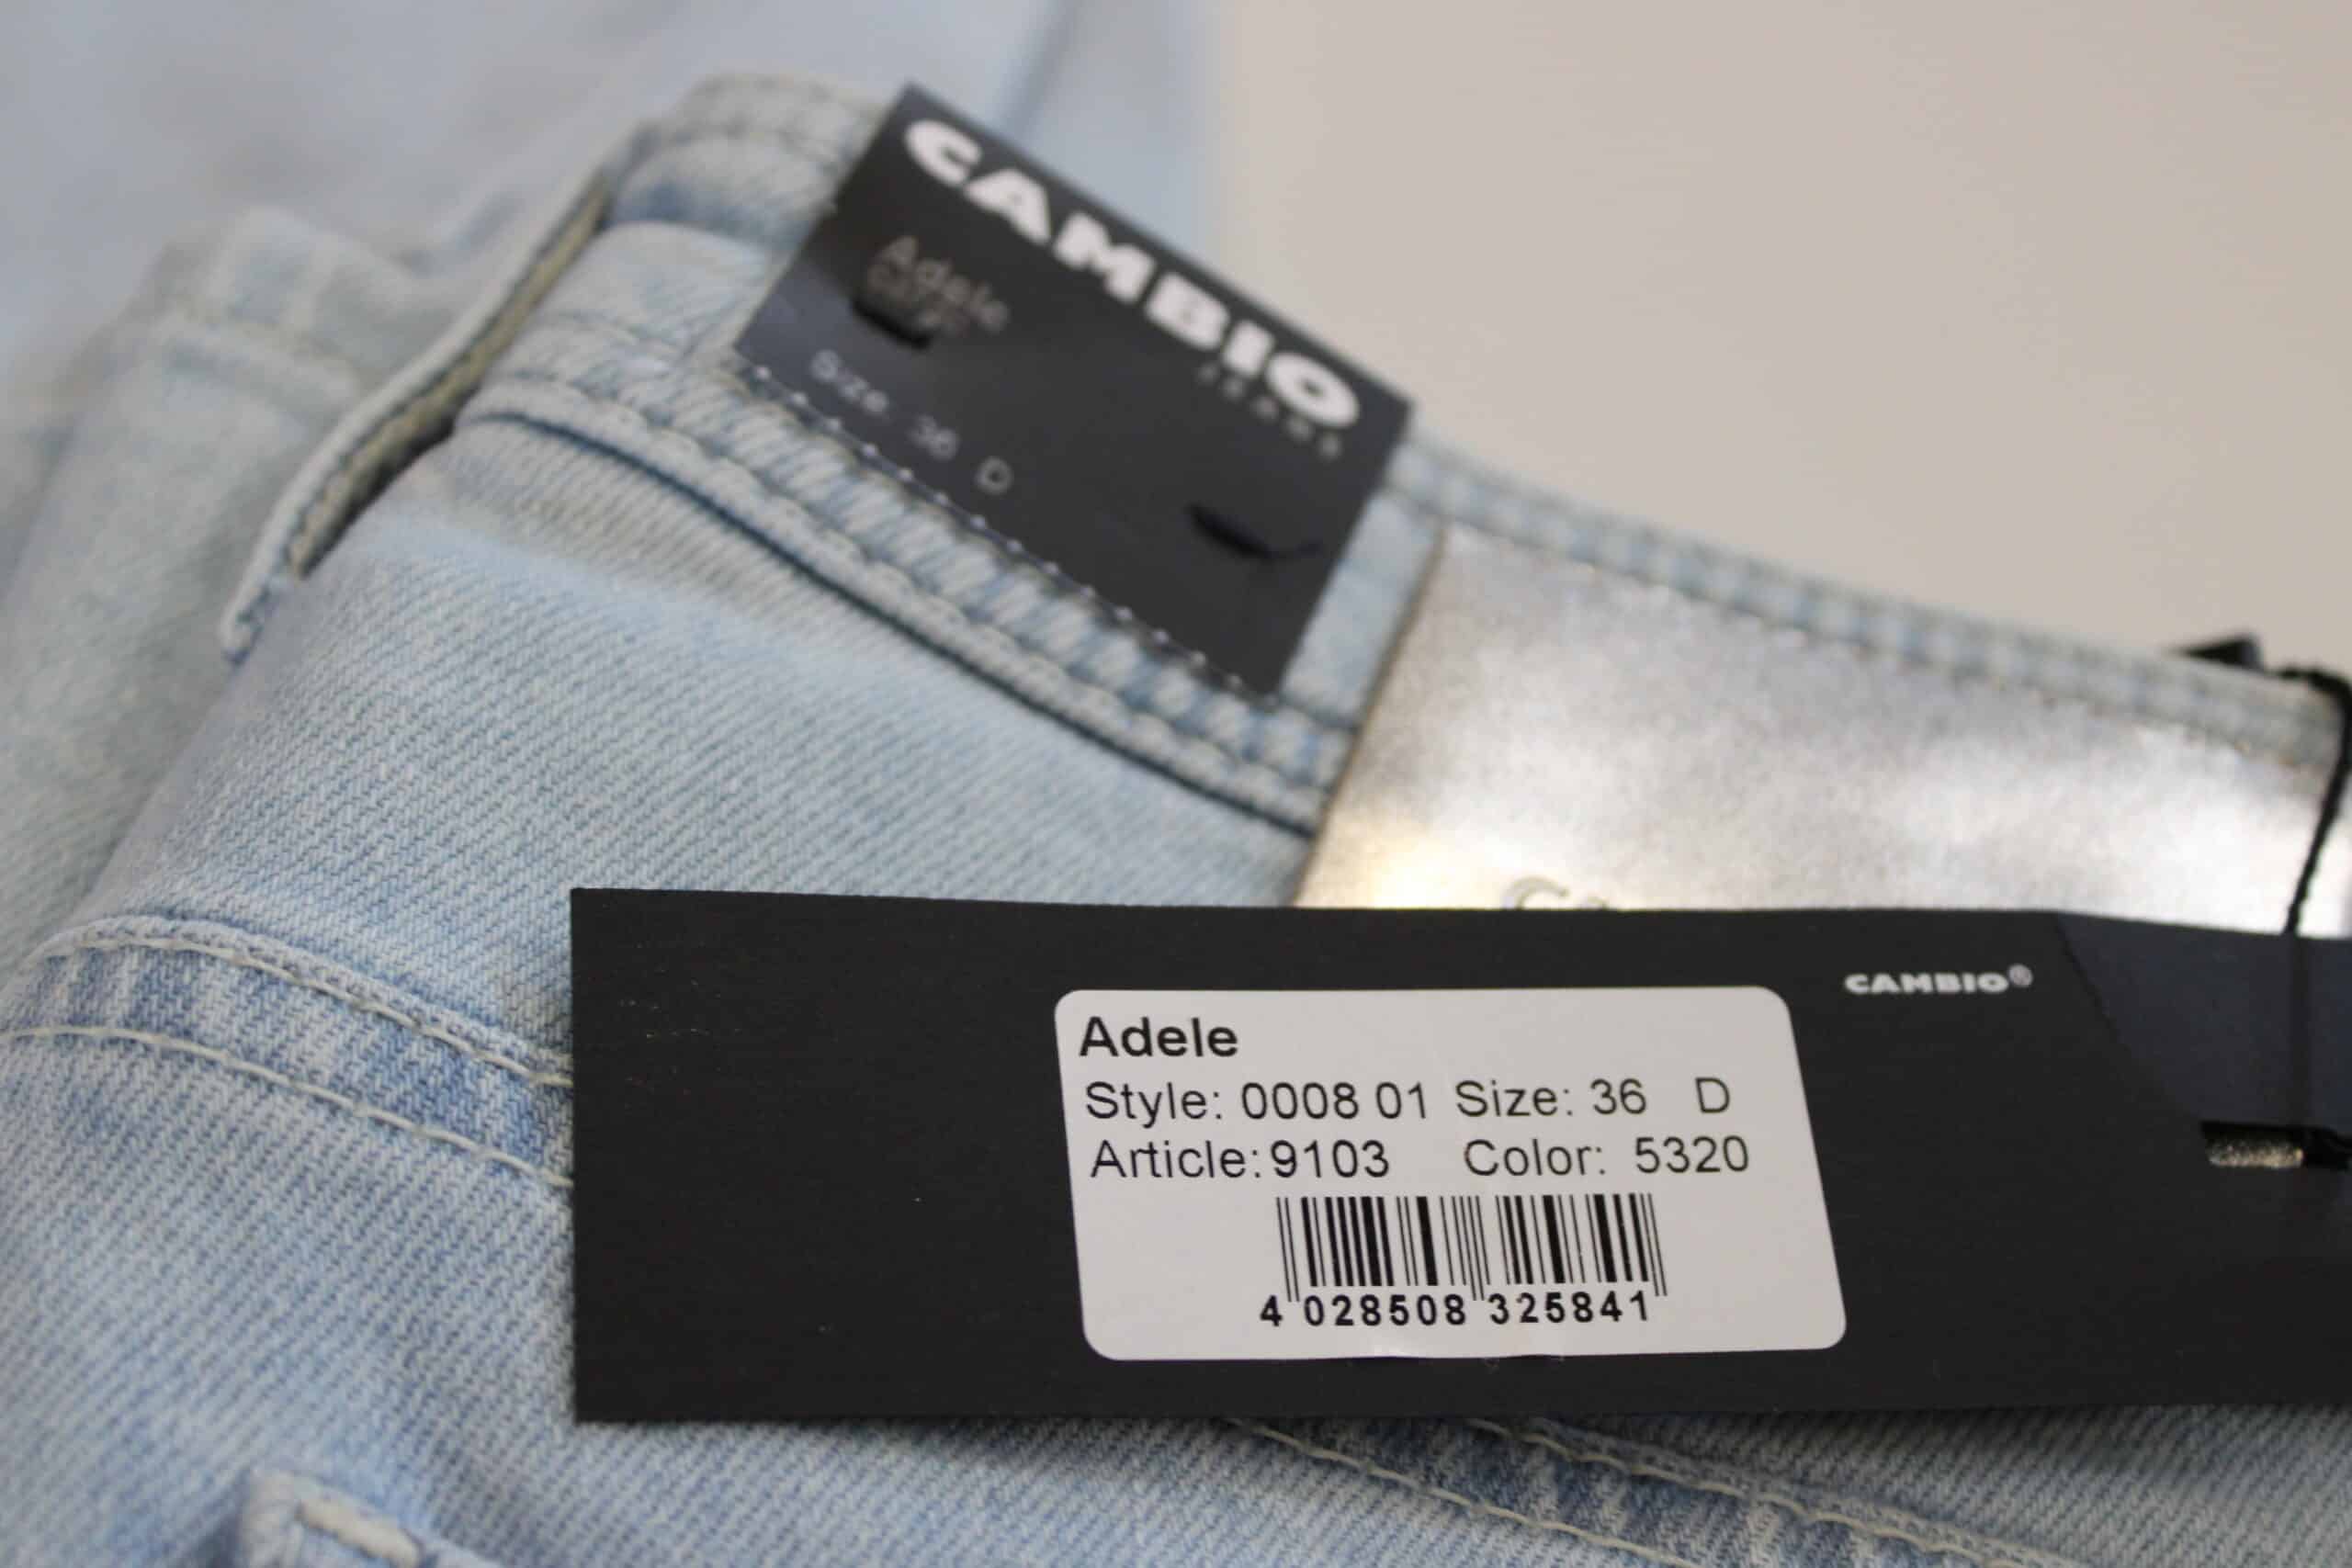 CAMBIO
JEANS
Adele
Size 36 D
CAMBIO®
Adele
Style: 0008 01 Size: 36 D
Article: 9103 Color: 5320
4 028508 325841